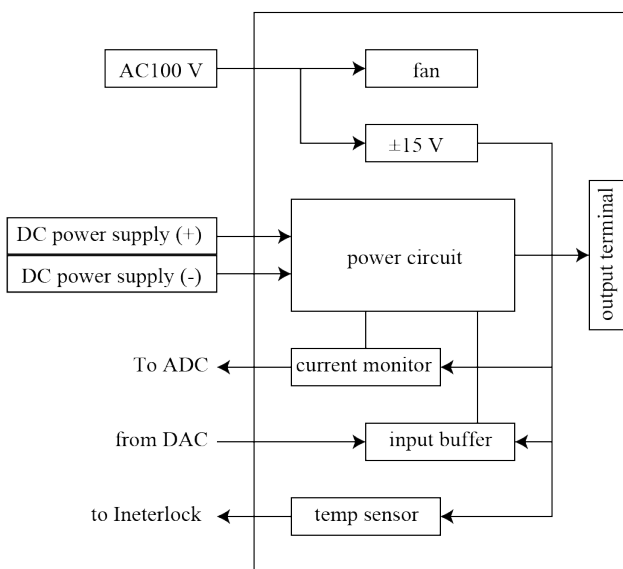 AC100 V
fan
±15 V
DC power supply (+)
DC power supply (-)
power circuit
output terminal
To ADC
current monitor
from DAC
input buffer
to Ineterlock
temp sensor